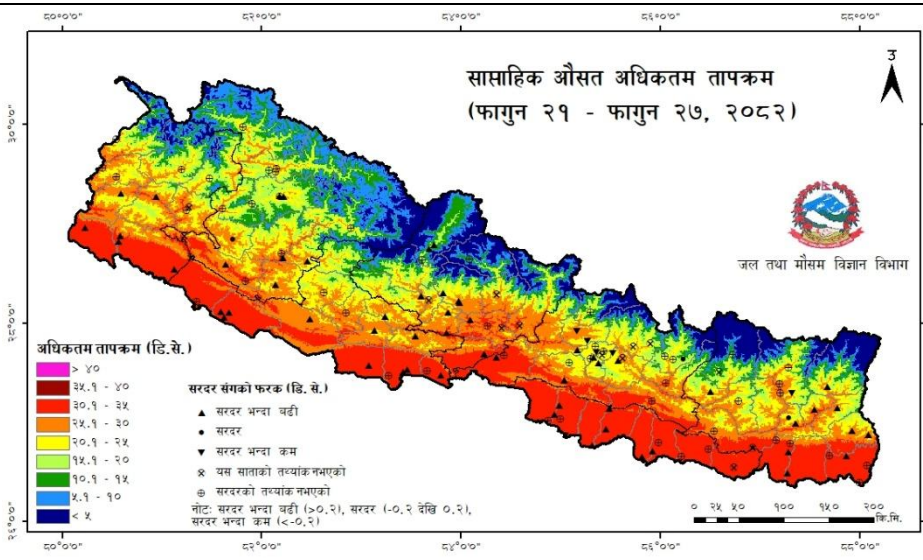 ८०°०'०"
८२°०'०"
८४°०'०"
८६°०'०"
८८°०'०"
साप्ताहिक औसत अधिकतम तापक्रम
(फागुन २१ - फागुन २७, २०८२)
उ
३०°०'०"
जल तथा मौसम विज्ञान विभाग
२८°०'०"
अधिकतम तापक्रम (डि.से.)
> ४०
३५.१ - ४०
३०.१ - ३५
२५.१ - ३०
२०.१ - २५
१५.१ - २०
१०.१ - १५
५.१ - १०
< ५
सरदर संगको फरक (डि. से.)
सरदर भन्दा बढी
सरदर
सरदर भन्दा कम
यस साताको तथ्यांक नभएको
सरदरको तथ्यांक नभएको
नोटः सरदर भन्दा बढी (>०.२), सरदर (-०.२ देखि ०.२),
सरदर भन्दा कम (<-०.२)
० २५ ५० १०० १५० २०० कि.मि.
२६°०'०"
८०°०'०"
८२°०'०"
८४°०'०"
८६°०'०"
८८°०'०"